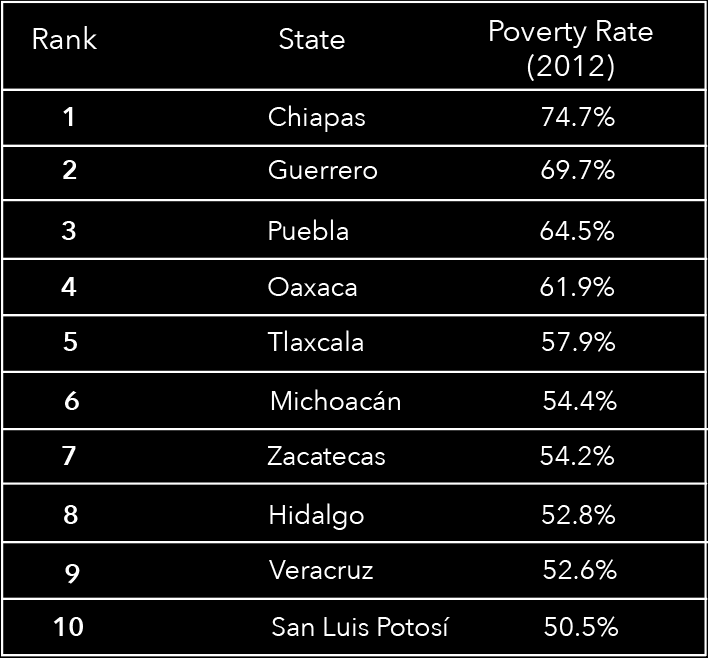 Rank State Poverty Rate
(2012)
1 Chiapas 74.7%
2 Guerrero 69.7%
3 Puebla 64.5%
4 Oaxaca 61.9%
5 Tlaxcala 57.9%
6 Michoacán 54.4%
7 Zacatecas 54.2%
8 Hidalgo 52.8%
9 Veracruz 52.6%
10 San Luis Potosí 50.5%